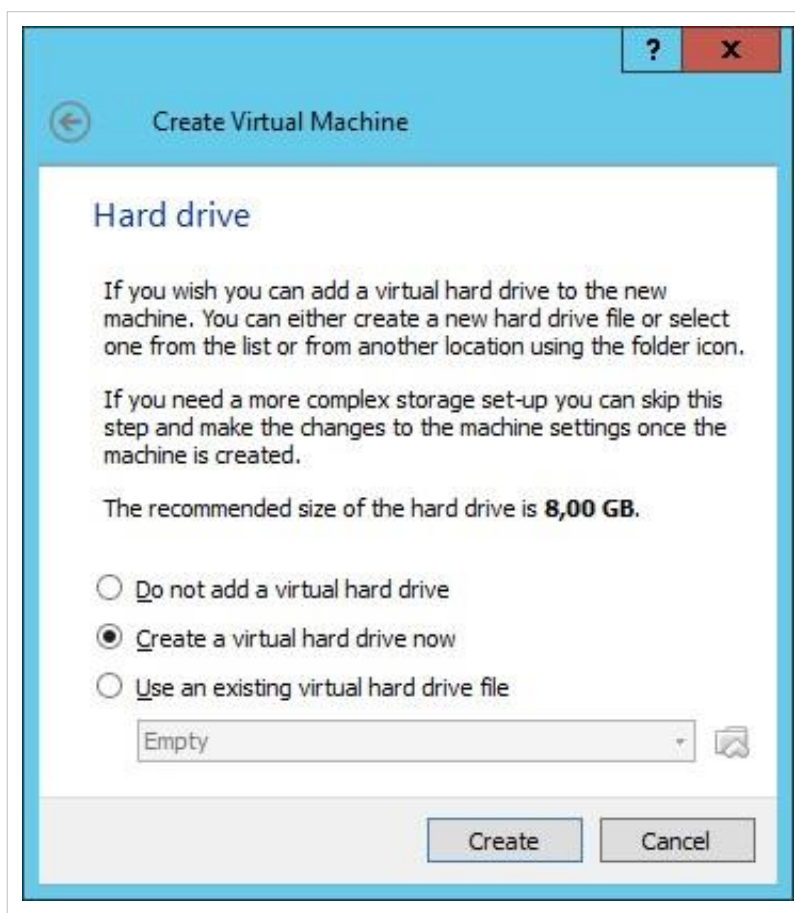 ?
x
Create Virtual Machine
Hard drive
If you wish you can add a virtual hard drive to the new
machine. You can either create a new hard drive file or select
one from the list or from another location using the folder icon.
If you need a more complex storage set-up you can skip this
step and make the changes to the machine settings once the
machine is created.
The recommended size of the hard drive is 8,00 GB.
Do not add a virtual hard drive
Create a virtual hard drive now
Use an existing virtual hard drive file
Empty
Create Cancel